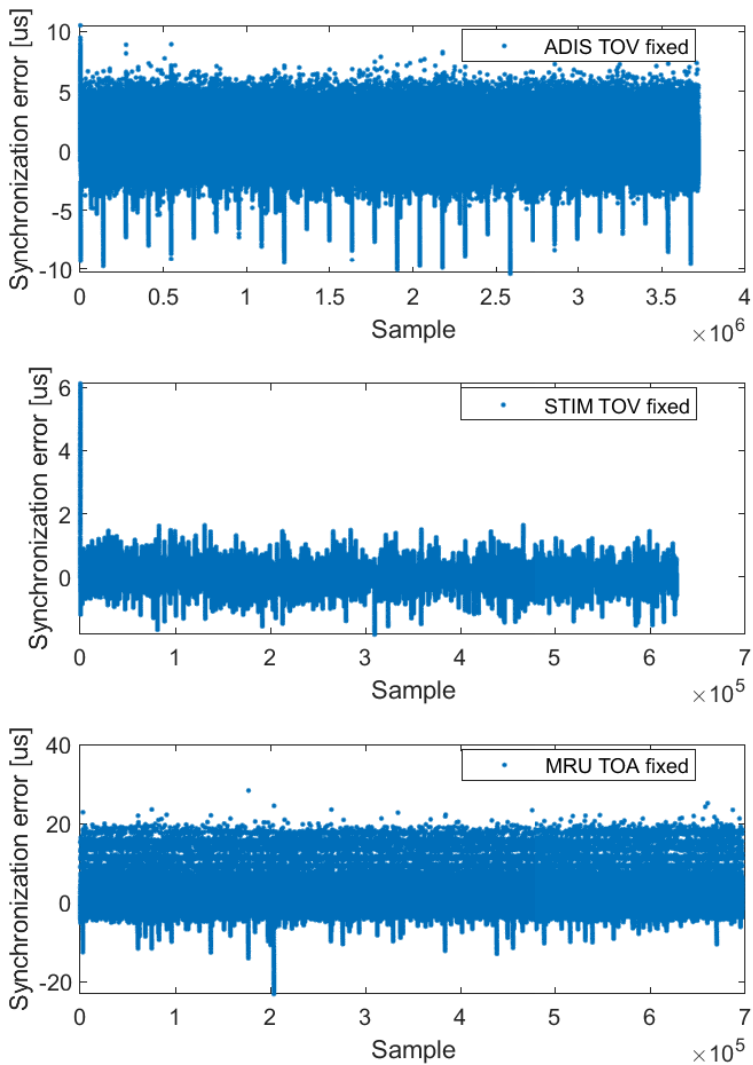 Synchronization error [us]
10
5
0
-5
-10
ADIS TOV fixed
0 0.5 1 1.5 2 2.5 3 3.5 4
Sample
×10^6
Synchronization error [us]
6
4
2
0
STIM TOV fixed
0 1 2 3 4 5 6 7
Sample
×10^5
Synchronization error [us]
40
20
0
-20
MRU TOA fixed
0 1 2 3 4 5 6 7
Sample
×10^5